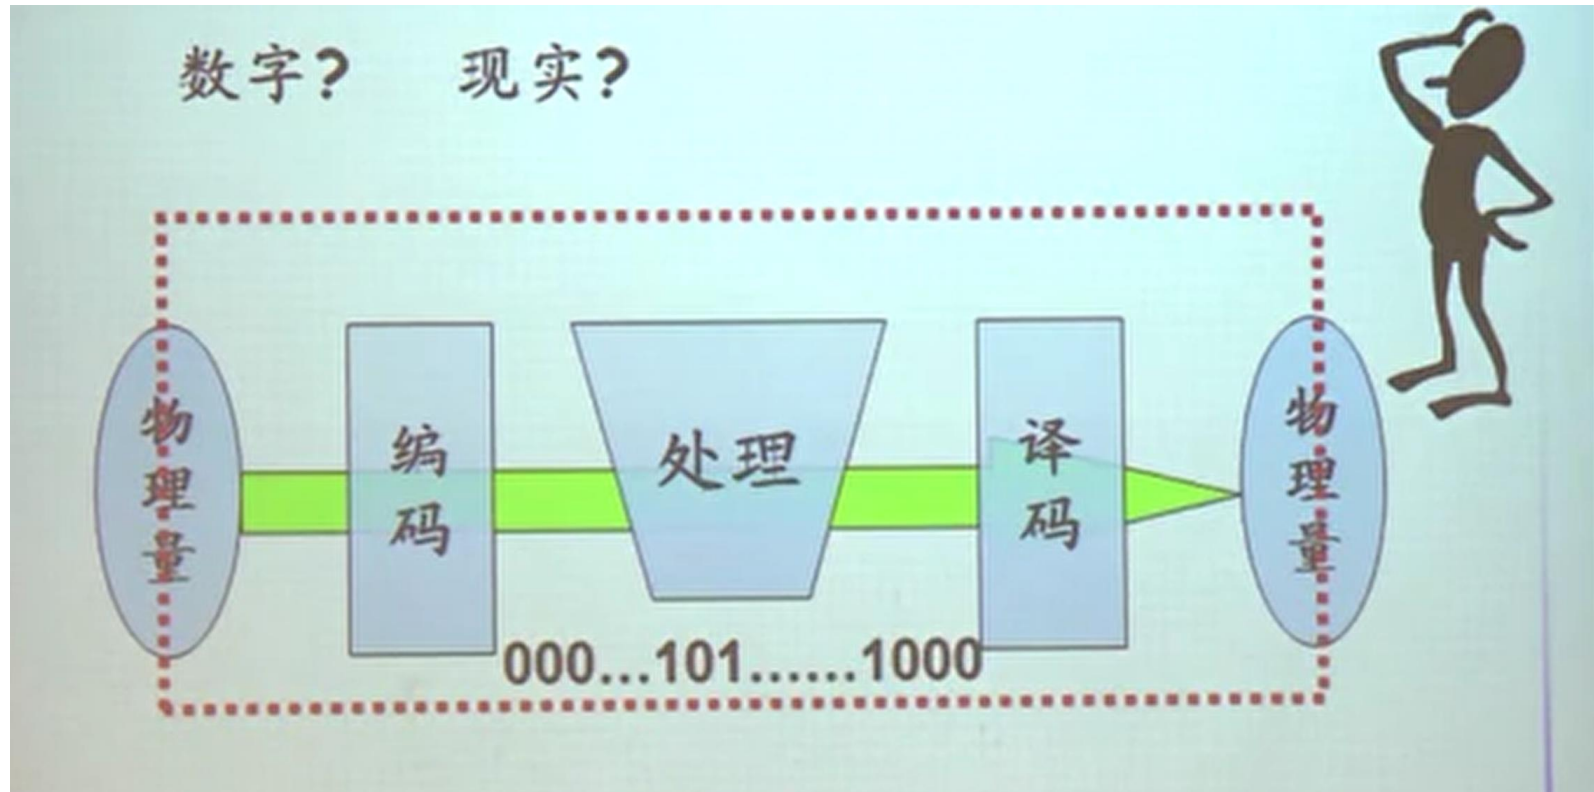 数字? 现实?
物理量
编码
处理
译码
物理量
000...101......1000